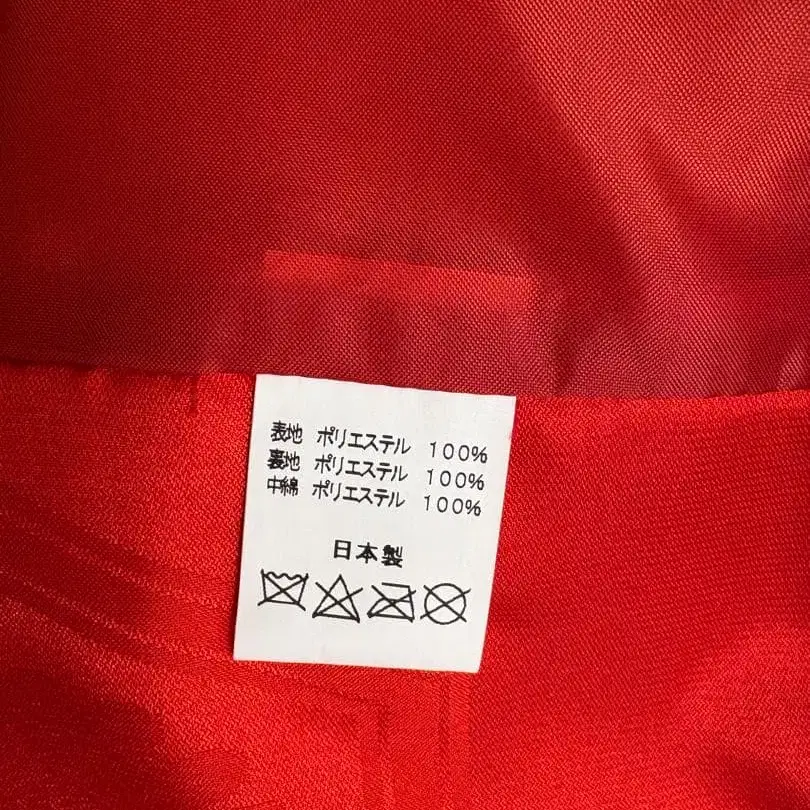 表地 ポリエステル 100%
裏地 ポリエステル 100%
中綿 ポリエステル 100%
日本製